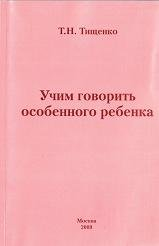 Т.Н. Тищенко
Учим говорить
особенного ребенка
Москва
2008